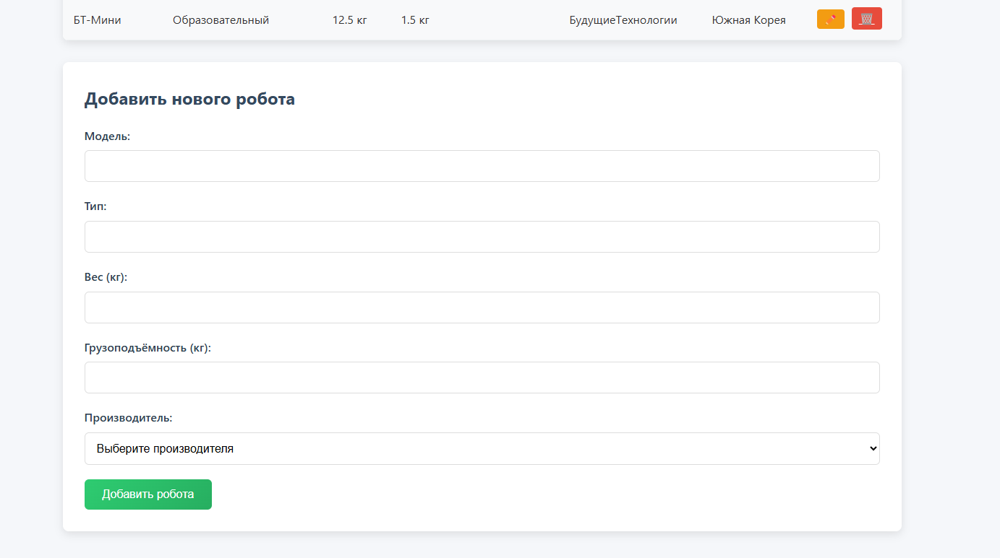 БТ-Мини Образовательный 12.5 кг 1.5 кг БудущиеТехнологии Южная Корея
Добавить нового робота
Модель:
Тип:
Вес (кг):
Грузоподъёмность (кг):
Производитель:
Выберите производителя
Добавить робота